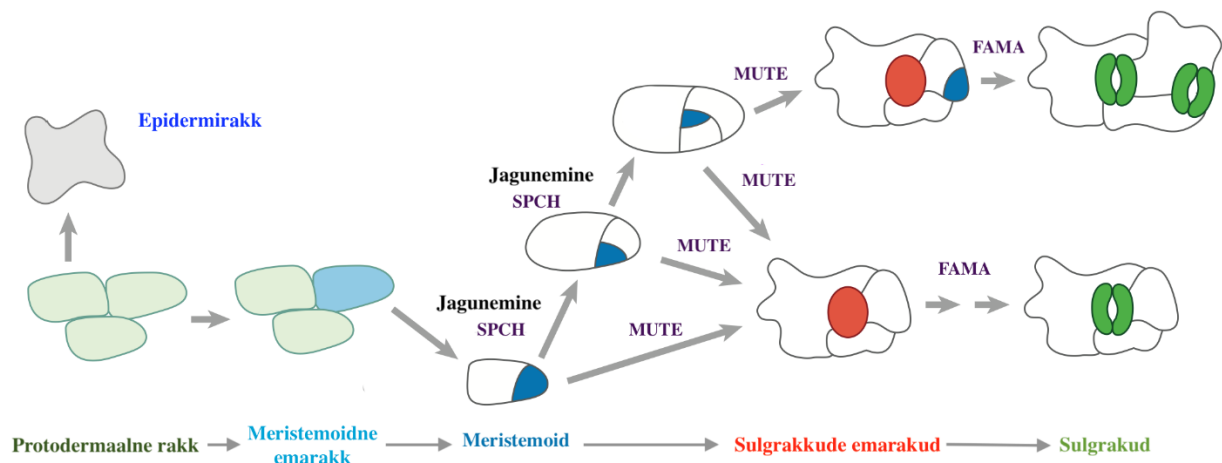 FAMA
MUTE
Epidermirakk
Jagunemine
SPCH
MUTE
MUTE
FAMA
Jagunemine
SPCH
MUTE
Protodermaalne rakk
Meristemoidne
emarakk
Meristemoid
Sulgrakkude emarakud
Sulgrakud